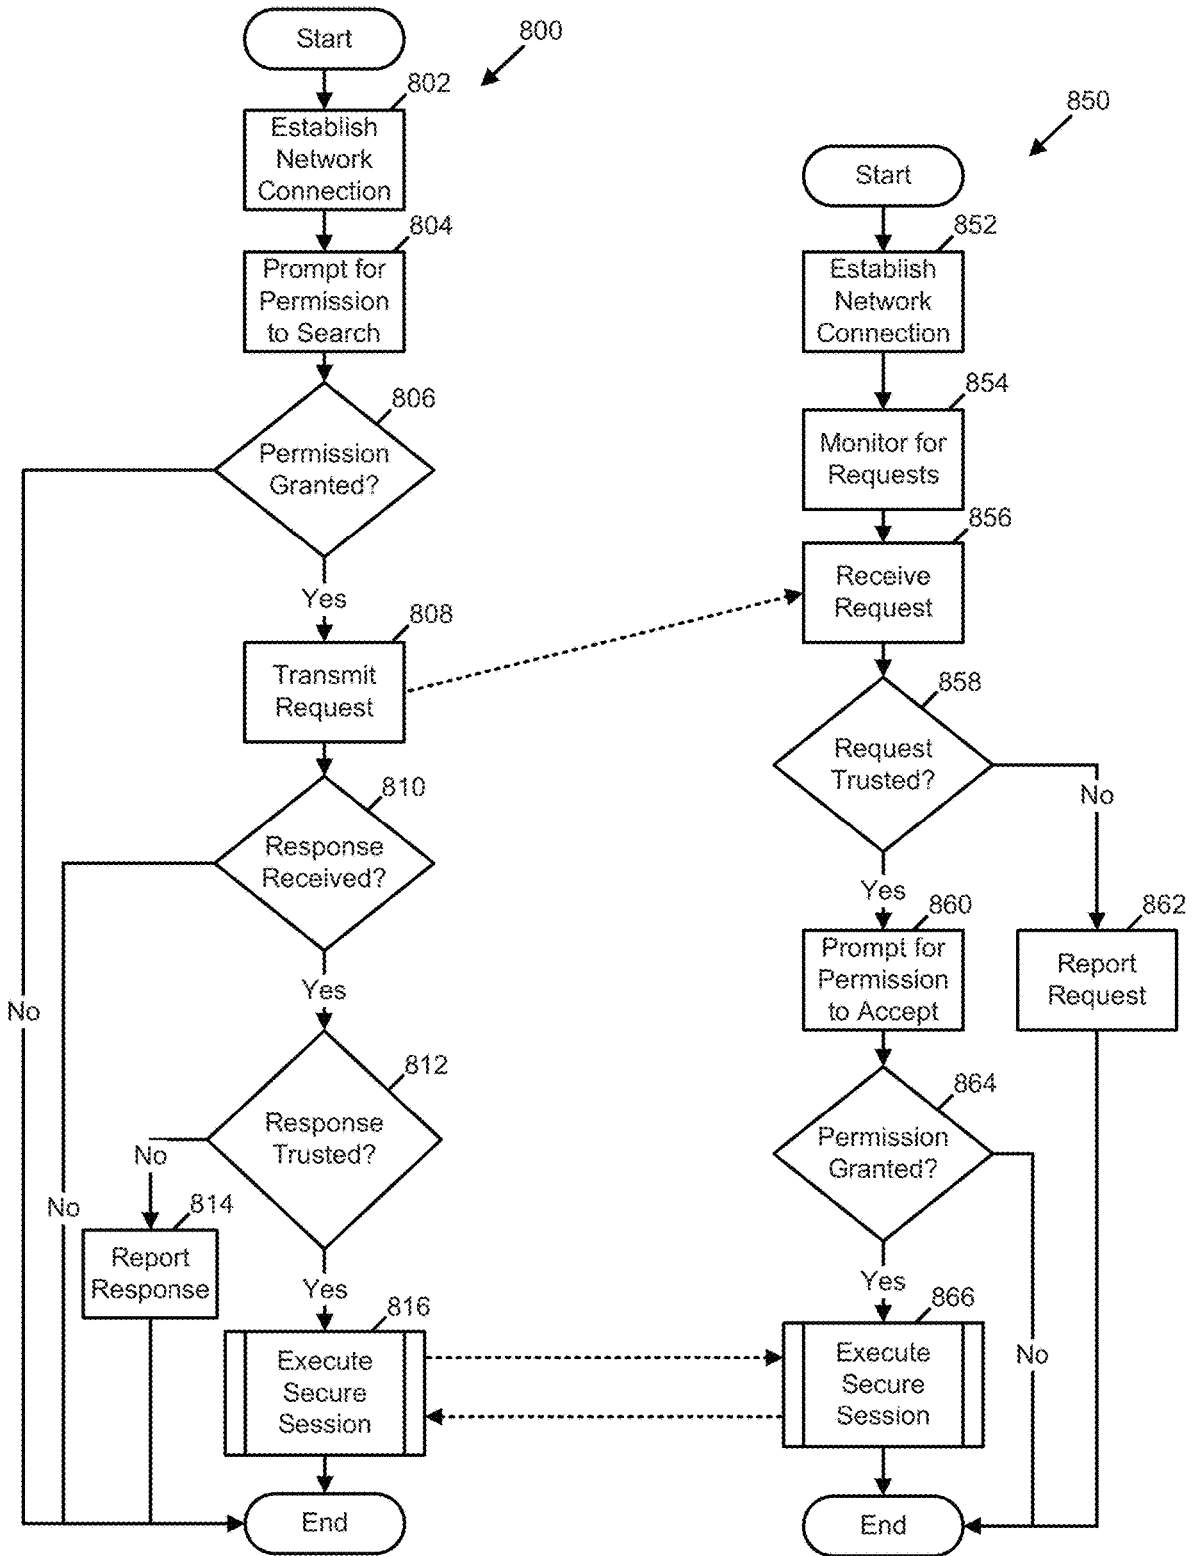 Start
800
802
Establish
Network
Connection
804
Prompt for
Permission
to Search
806
Permission
Granted?
Yes
No
808
Transmit
Request
810
Response
Received?
Yes
No
812
Response
Trusted?
No
814
Report
Response
Yes
816
Execute
Secure
Session
End
850
Start
852
Establish
Network
Connection
854
Monitor for
Requests
856
Receive
Request
858
Request
Trusted?
No
Yes
860
Prompt for
Permission
to Accept
862
Report
Request
864
Permission
Granted?
Yes
No
866
Execute
Secure
Session
End